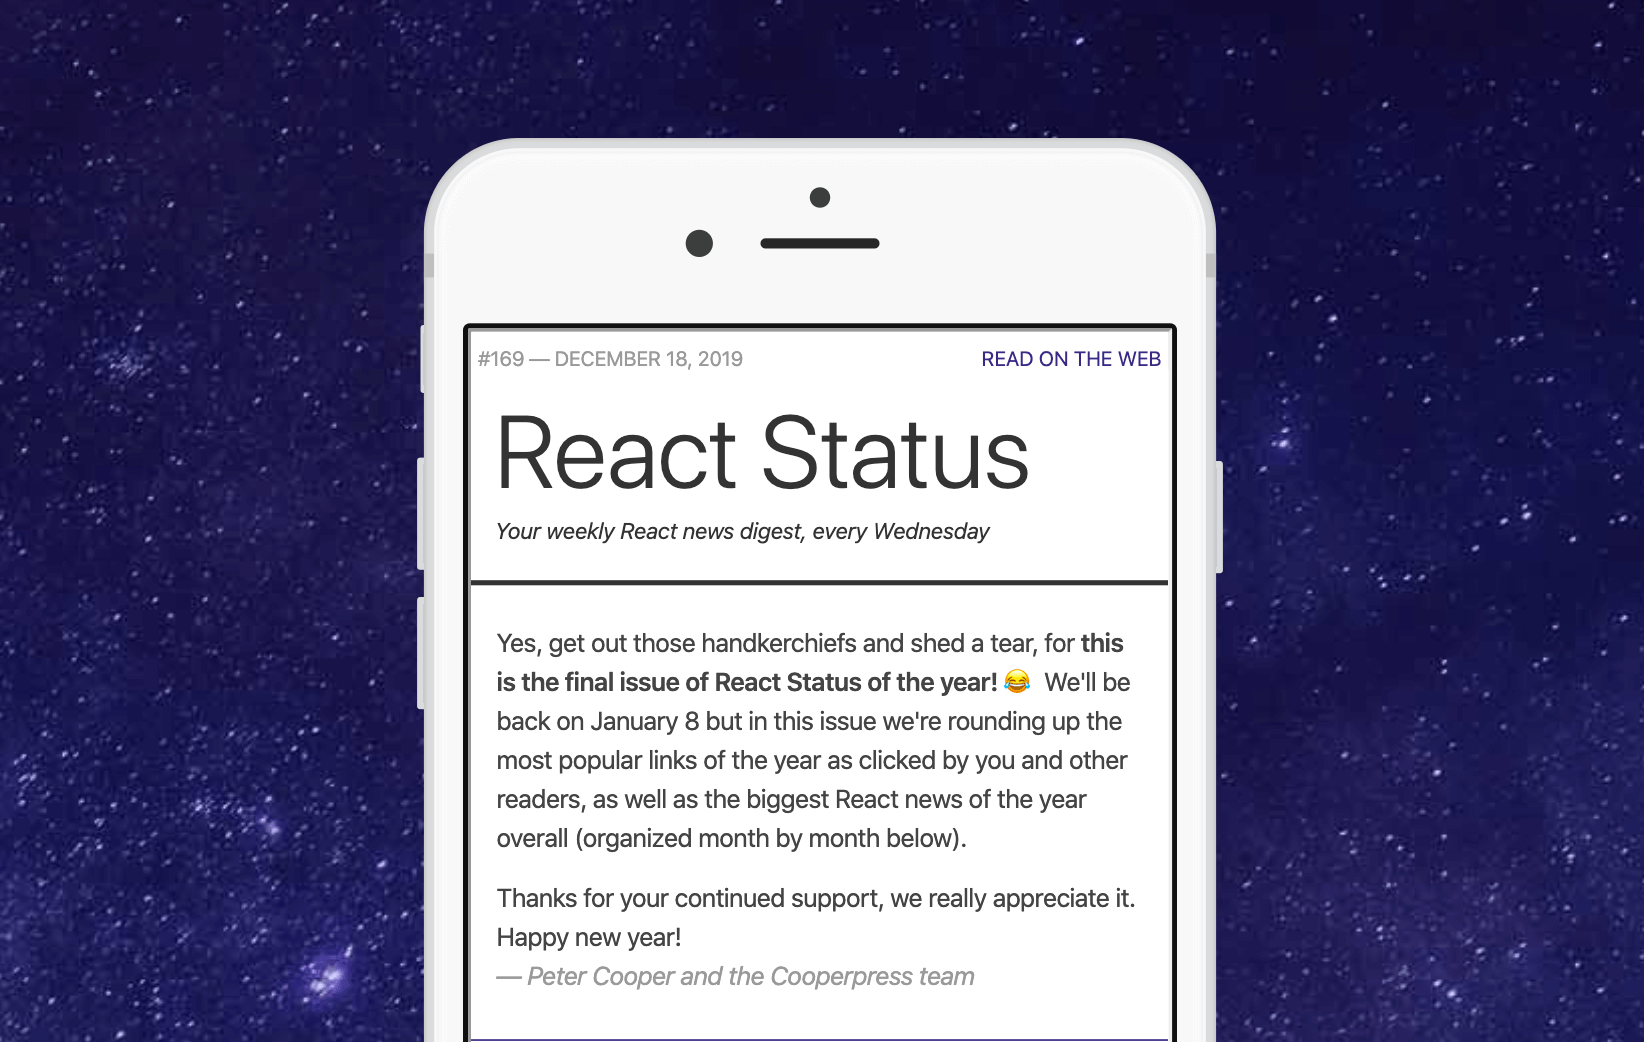 #169 — DECEMBER 18, 2019 READ ON THE WEB
React Status
Your weekly React news digest, every Wednesday
Yes, get out those handkerchiefs and shed a tear, for this
is the final issue of React Status of the year! 😂 We'll be
back on January 8 but in this issue we're rounding up the
most popular links of the year as clicked by you and other
readers, as well as the biggest React news of the year
overall (organized month by month below).
Thanks for your continued support, we really appreciate it.
Happy new year!
— Peter Cooper and the Cooperpress team